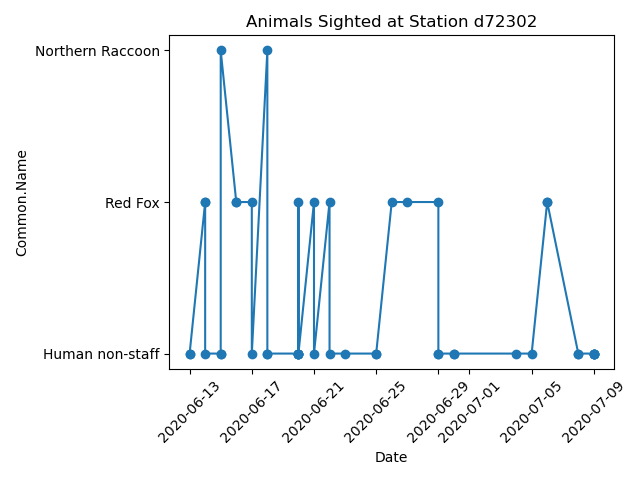 Animals Sighted at Station d72302
Northern Raccoon
Red Fox
Human non-staff
Common.Name
2020-06-13
2020-06-17
2020-06-21
2020-06-25
2020-06-29
2020-07-01
2020-07-05
2020-07-09
Date